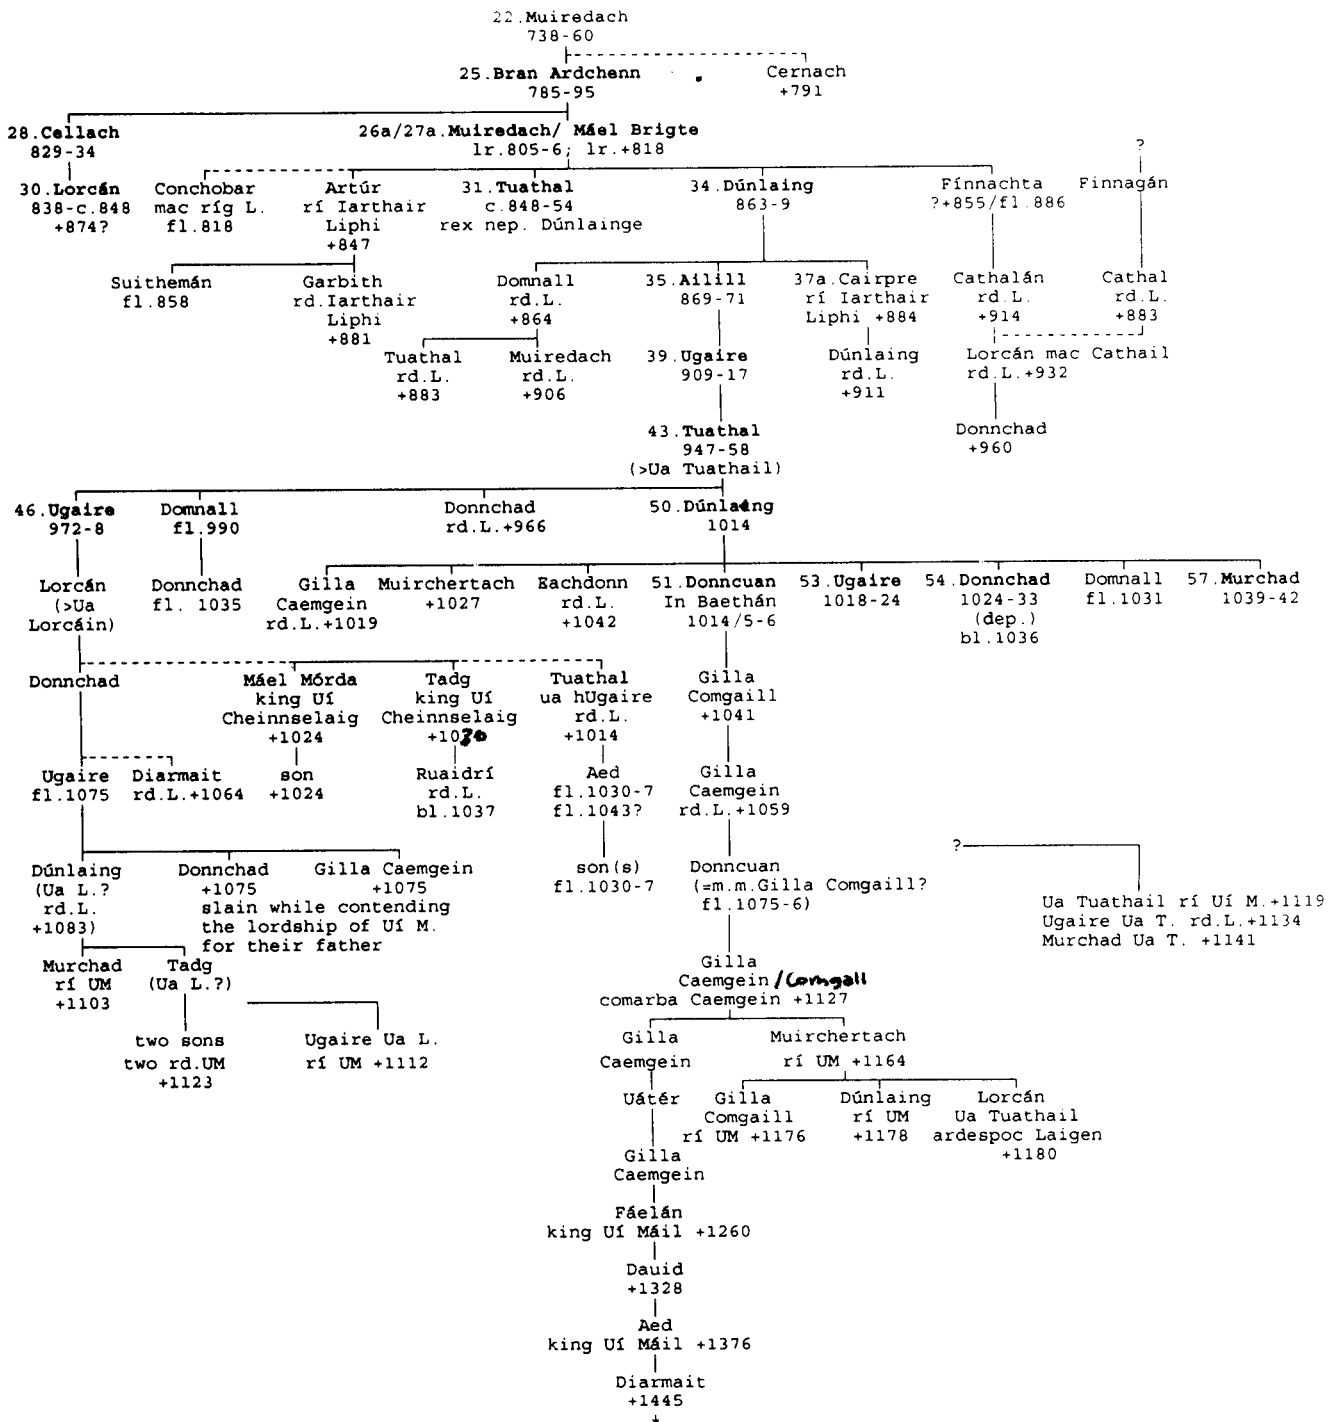 22.Muiredach
738-60
25.Bran Ardchenn
785-95
Cernach
+791
28.Cellach
829-34
26a/27a.Muiredach/ Máel Brigte
lr.805-6; lr.+818
?
30.Lorcán
838-c.848
+874?
Conchobar
mac ríg L.
fl.818
Artúr
rí Iarthair
Liphi
+847
31.Tuathal
c.848-54
rex nep. Dúnlainge
34.Dúnlaing
863-9
Fínnachta
?+855/fl.886
Finnagán
Suithemán
fl.858
Garbith
rd.Iarthair
Liphi
+881
Domnall
rd.L.
+864
35.Ailill
869-71
37a.Cairpre
rí Iarthair
Liphi +884
Cathalán
rd.L.
+914
Cathal
rd.L.
+883
Tuathal
rd.L.
+883
Muiredach
rd.L.
+906
39.Ugaire
909-17
Dúnlaing
rd.L.
+911
Lorcán mac Cathail
rd.L.+932
43.Tuathal
947-58
(>Ua Tuathail)
Donnchad
+960
46.Ugaire
972-8
Domnall
fl.990
Donnchad
rd.L.+966
50.Dúnlaing
1014
Lorcán
(>Ua
Lorcáin)
Donnchad
fl. 1035
Gilla
Caemgein
rd.L.+1019
Muirchertach
+1027
Eachdonn
rd.L.
+1042
51.Donncuan
In Baethán
1014/5-6
53.Ugaire
1018-24
54.Donnchad
1024-33
(dep.)
bl.1036
Domnall
fl.1031
57.Murchad
1039-42
Donnchad
Máel Mórda
king Uí
Cheinnselaig
+1024
Tadg
king Uí
Cheinnselaig
+1030
Tuathal
ua hUgaire
rd.L.
+1014
Gilla
Comgaill
+1041
Ugaire
fl.1075
Diarmait
rd.L.+1064
son
+1024
Ruaidrí
rd.L.
bl.1037
Aed
fl.1030-7
fl.1043?
Gilla
Caemgein
rd.L.+1059
Dúnlaing
(Ua L.?
rd.L.
+1083)
Donnchad
+1075
Gilla Caemgein
+1075
slain while contending
the lordship of Uí M.
for their father
son(s)
fl.1030-7
Donncuan
(=m.m.Gilla Comgaill?
fl.1075-6)
?
Ua Tuathail rí Uí M.+1119
Ugaire Ua T. rd.L.+1134
Murchad Ua T. +1141
Murchad
rí UM
+1103
Tadg
(Ua L.?)
Gilla
Caemgein/Comgall
comarba Caemgein +1127
two sons
two rd.UM
+1123
Ugaire Ua L.
rí UM +1112
Gilla
Caemgein
Muirchertach
rí UM +1164
Uátér
Gilla
Comgaill
rí UM +1176
Dúnlaing
rí UM
+1178
Lorcán
Ua Tuathail
ardespoc Laigen
+1180
Gilla
Caemgein
Fáelán
king Uí Máil +1260
Dauid
+1328
Aed
king Uí Máil +1376
Diarmait
+1445